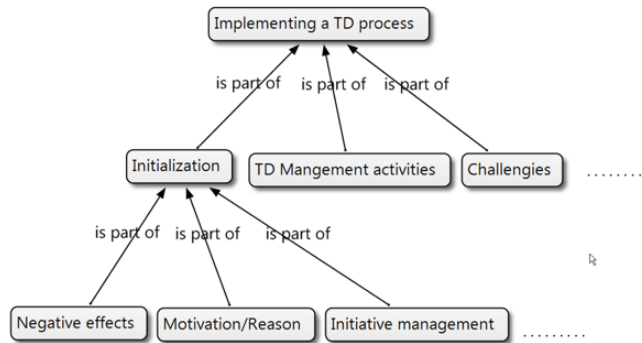 Implementing a TD process
is part of is part of is part of
Initialization TD Mangement activities Challengies .........
is part of is part of is part of
Negative effects Motivation/Reason Initiative management .........